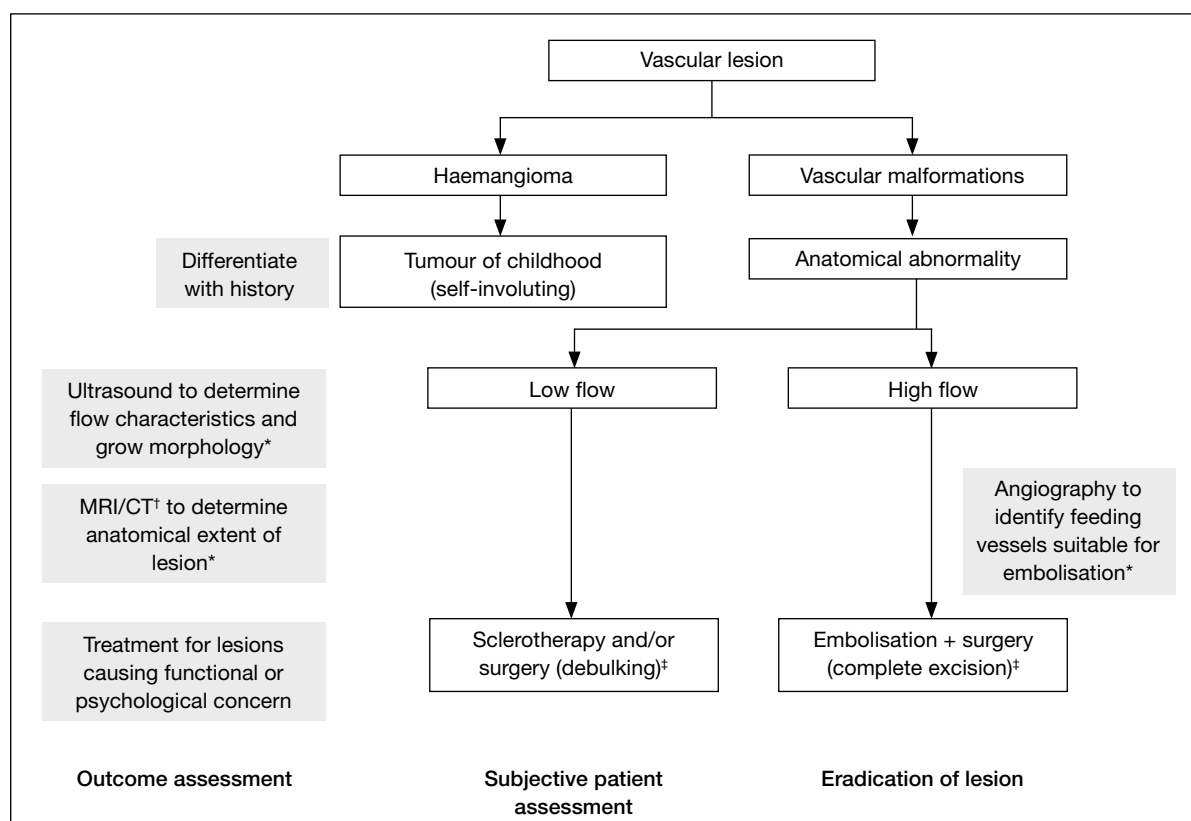 Vascular lesion
Haemangioma
Vascular malformations
Differentiate
with history
Tumour of childhood
(self-involuting)
Anatomical abnormality
Ultrasound to determine
flow characteristics and
grow morphology*
Low flow
High flow
MRI/CT† to determine
anatomical extent of
lesion*
Angiography to
identify feeding
vessels suitable for
embolisation*
Treatment for lesions
causing functional or
psychological concern
Sclerotherapy and/or
surgery (debulking)‡
Embolisation + surgery
(complete excision)‡
Outcome assessment
Subjective patient
assessment
Eradication of lesion